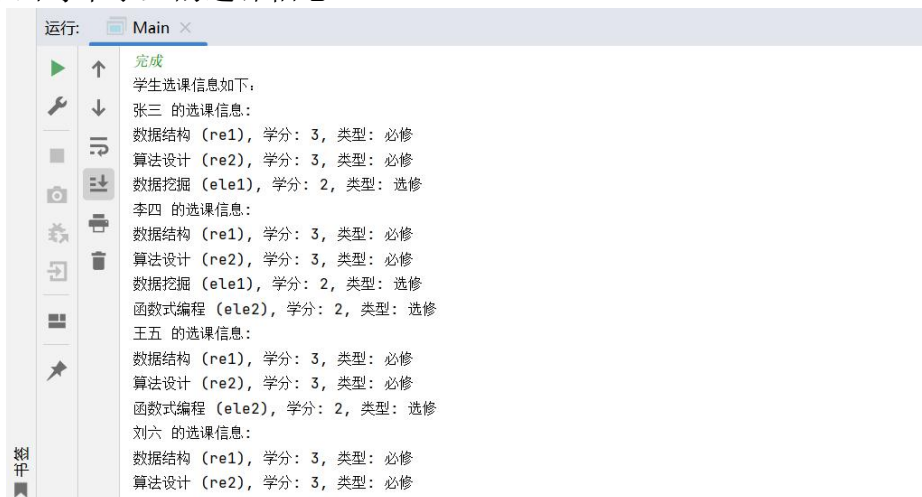 运行:
Main
完成
学生选课信息如下:
张三 的选课信息:
数据结构 (re1), 学分: 3, 类型: 必修
算法设计 (re2), 学分: 3, 类型: 必修
数据挖掘 (ele1), 学分: 2, 类型: 选修
李四 的选课信息:
数据结构 (re1), 学分: 3, 类型: 必修
算法设计 (re2), 学分: 3, 类型: 必修
数据挖掘 (ele1), 学分: 2, 类型: 选修
函数式编程 (ele2), 学分: 2, 类型: 选修
王五 的选课信息:
数据结构 (re1), 学分: 3, 类型: 必修
算法设计 (re2), 学分: 3, 类型: 必修
函数式编程 (ele2), 学分: 2, 类型: 选修
刘六 的选课信息:
数据结构 (re1), 学分: 3, 类型: 必修
算法设计 (re2), 学分: 3, 类型: 必修
书签